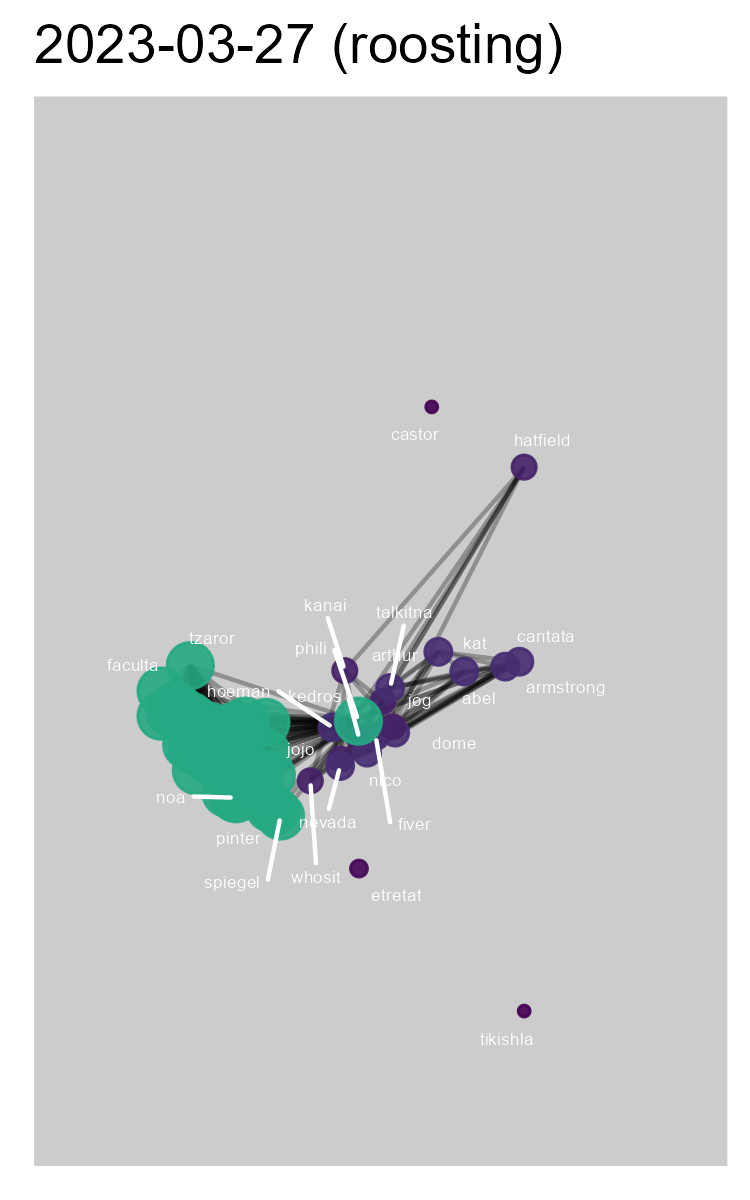 2023-03-27 (roosting)
castor
hatfield
kanai
talkitna
tzaror
phili
kat
cantata
faculta
arthur
hoeman
kedros
jog
abel
armstrong
jojo
dome
nico
noa
nevada
fiver
pinter
spiegel
whosit
etretat
tikishla